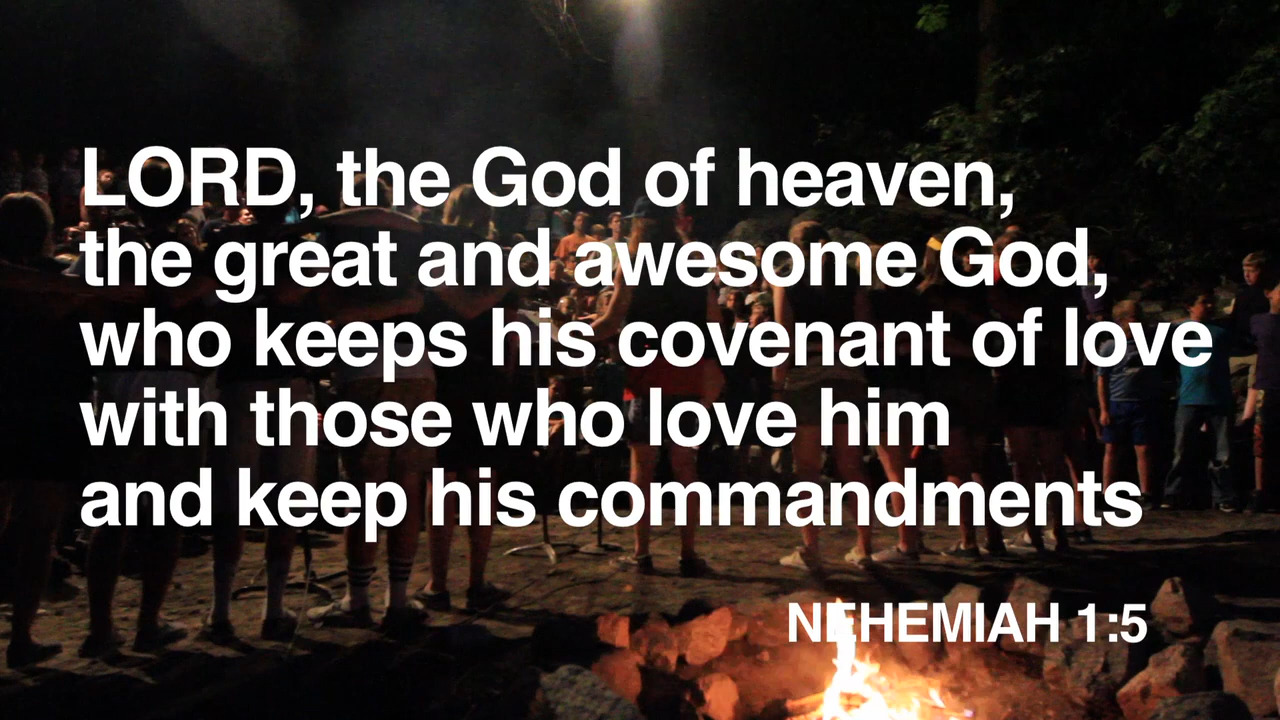 LORD, the God of heaven,
the great and awesome God,
who keeps his covenant of love
with those who love him
and keep his commandments
NEHEMIAH 1:5